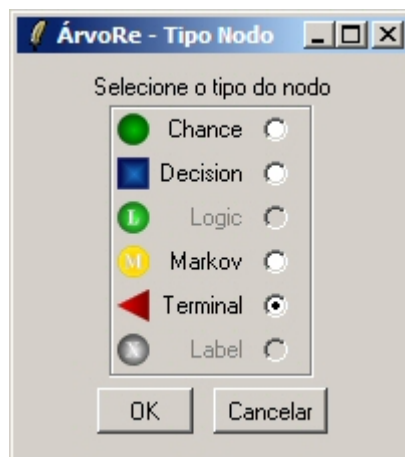 ÁrvoRe - Tipo Nodo
Selecione o tipo do nodo
Chance
Decision
L Logic
M Markov
Terminal
X Label
OK Cancelar